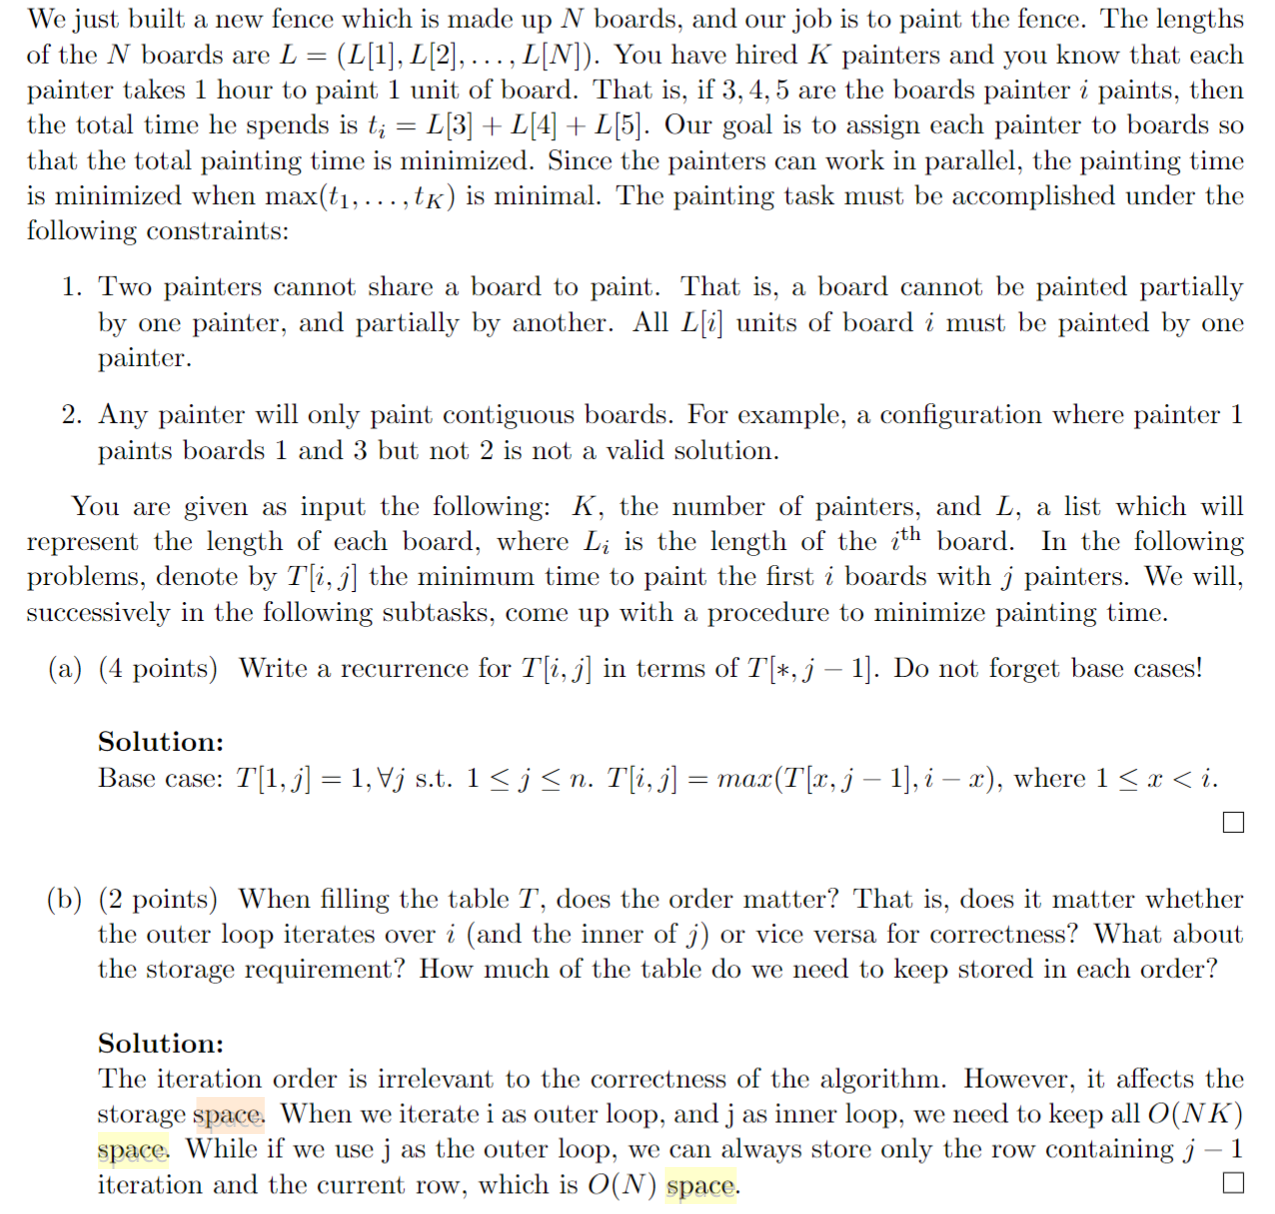 We just built a new fence which is made up N boards, and our job is to paint the fence. The lengths
of the N boards are L = (L[1], L[2], . . . , L[N]). You have hired K painters and you know that each
painter takes 1 hour to paint 1 unit of board. That is, if 3, 4, 5 are the boards painter i paints, then
the total time he spends is tᵢ = L[3] + L[4] + L[5]. Our goal is to assign each painter to boards so
that the total painting time is minimized. Since the painters can work in parallel, the painting time
is minimized when max(t₁, . . . , t_K) is minimal. The painting task must be accomplished under the
following constraints:
1. Two painters cannot share a board to paint. That is, a board cannot be painted partially
by one painter, and partially by another. All L[i] units of board i must be painted by one
painter.
2. Any painter will only paint contiguous boards. For example, a configuration where painter 1
paints boards 1 and 3 but not 2 is not a valid solution.
You are given as input the following: K, the number of painters, and L, a list which will
represent the length of each board, where Lᵢ is the length of the iᵗʰ board. In the following
problems, denote by T[i, j] the minimum time to paint the first i boards with j painters. We will,
successively in the following subtasks, come up with a procedure to minimize painting time.
(a) (4 points) Write a recurrence for T[i, j] in terms of T[∗, j − 1]. Do not forget base cases!
Solution:
Base case: T[1, j] = 1, ∀j s.t. 1 ≤ j ≤ n. T[i, j] = max(T[x, j − 1], i − x), where 1 ≤ x < i.
□
(b) (2 points) When filling the table T, does the order matter? That is, does it matter whether
the outer loop iterates over i (and the inner of j) or vice versa for correctness? What about
the storage requirement? How much of the table do we need to keep stored in each order?
Solution:
The iteration order is irrelevant to the correctness of the algorithm. However, it affects the
storage space. When we iterate i as outer loop, and j as inner loop, we need to keep all O(NK)
space. While if we use j as the outer loop, we can always store only the row containing j − 1
iteration and the current row, which is O(N) space. □